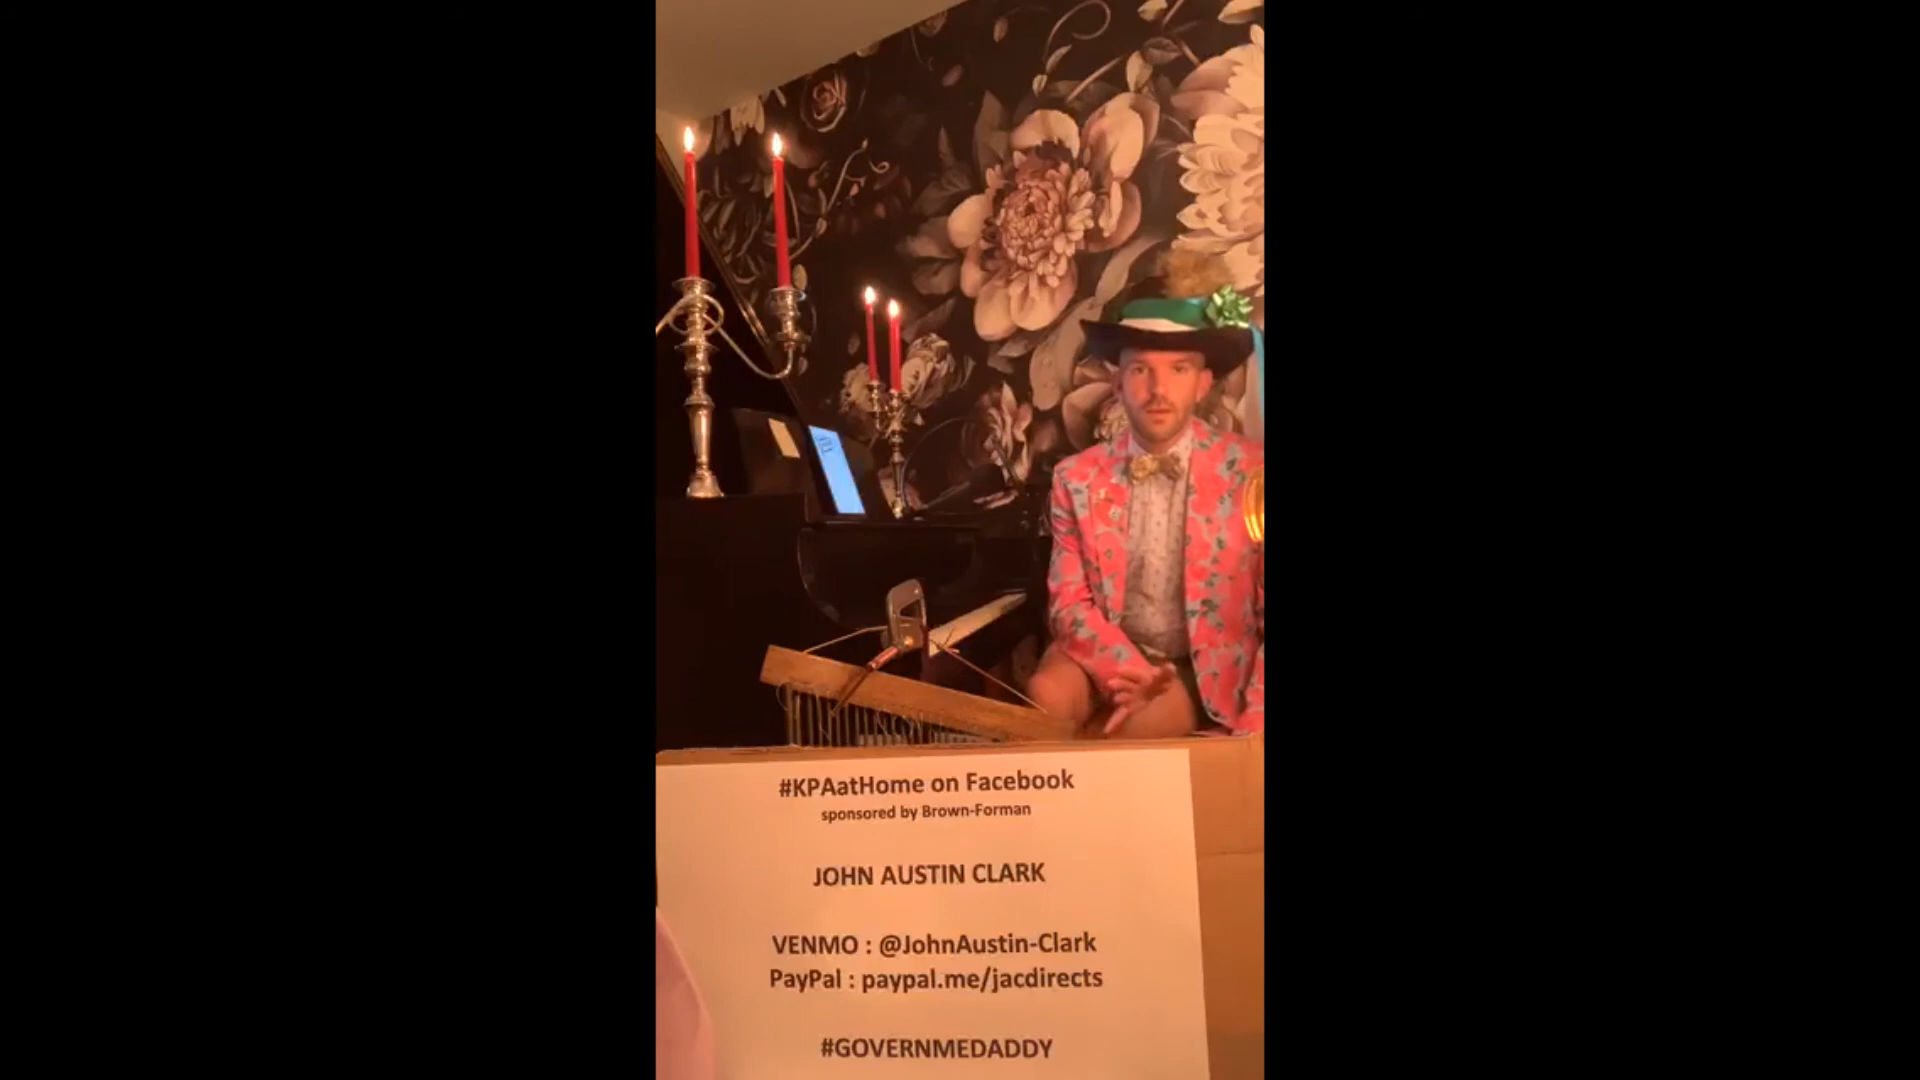 #KPAatHome on Facebook
sponsored by Brown-Forman
JOHN AUSTIN CLARK
VENMO : @JohnAustin-Clark
PayPal : paypal.me/jacdirects
#GOVERNMEDADDY